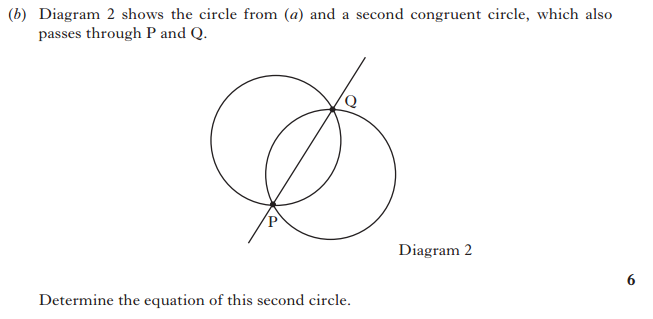 (b) Diagram 2 shows the circle from (a) and a second congruent circle, which also
passes through P and Q.
Q
P
Diagram 2
6
Determine the equation of this second circle.